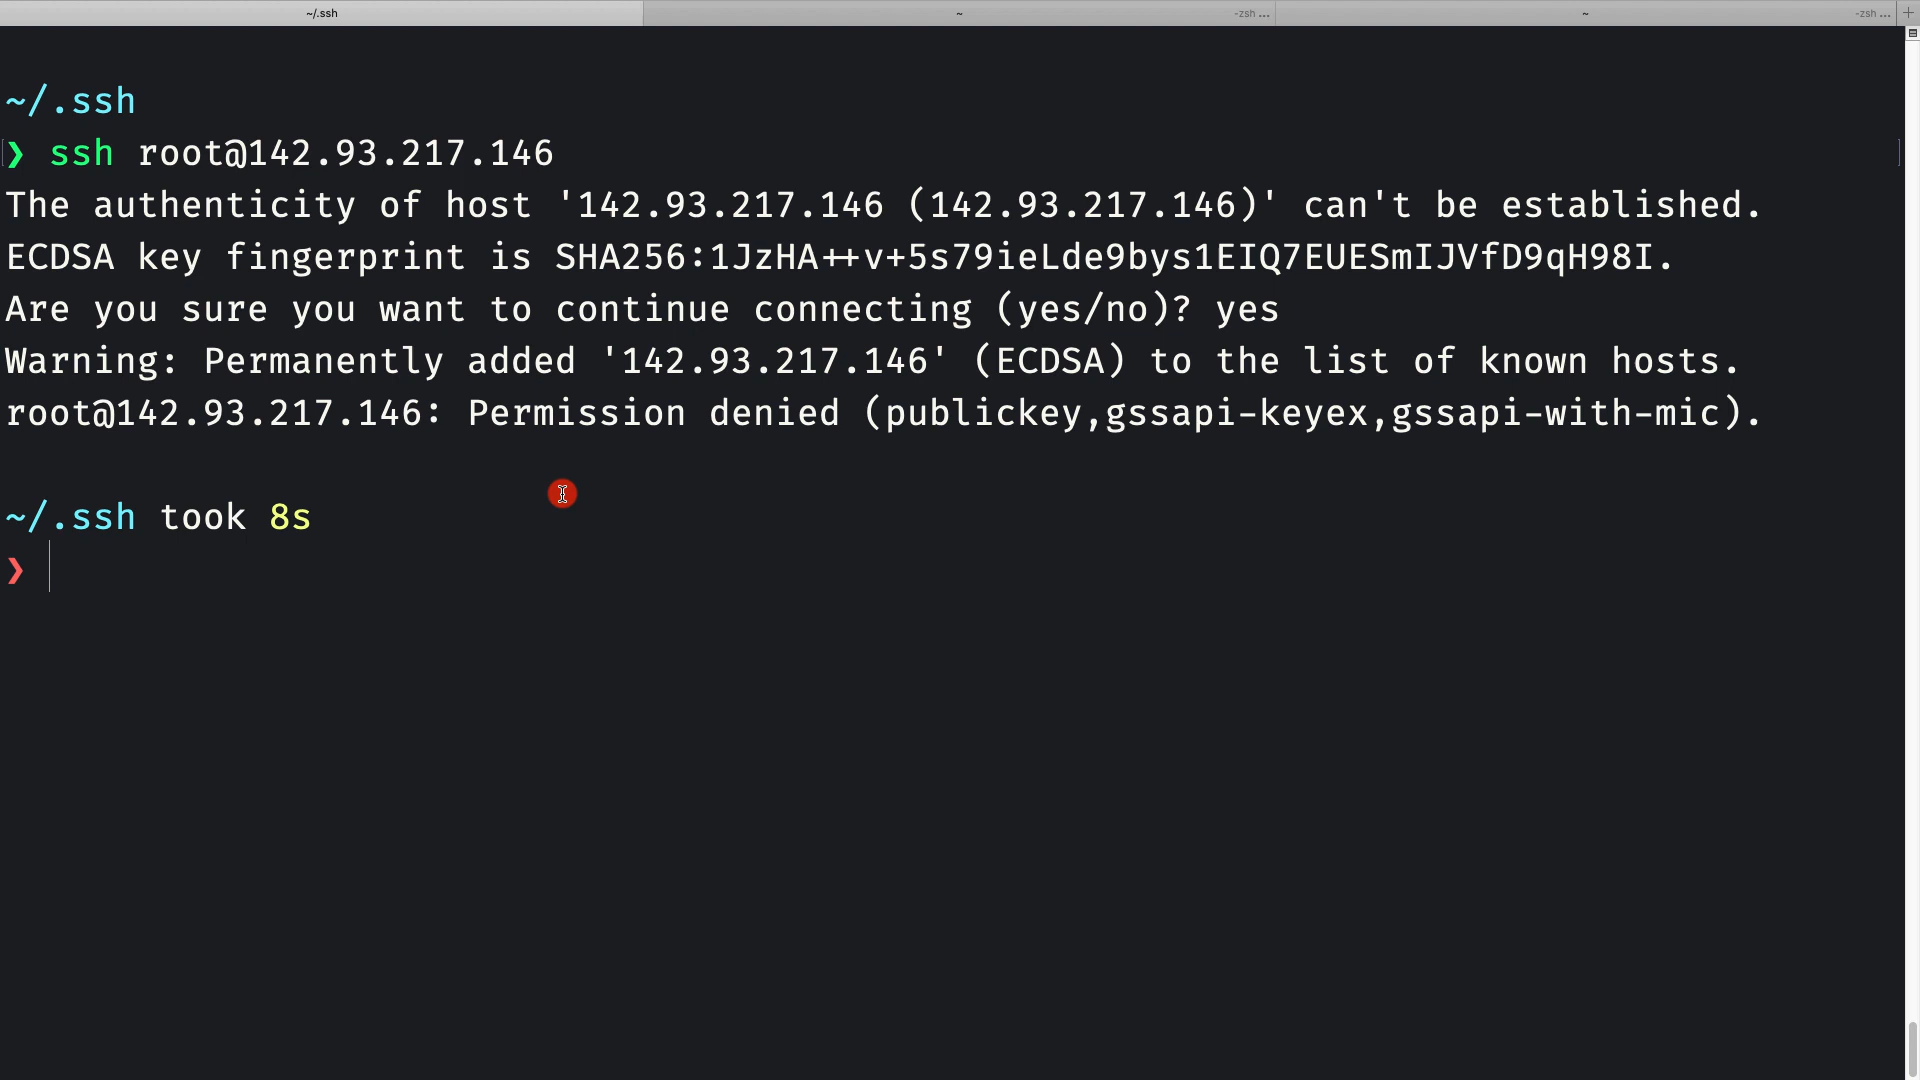 ~/.ssh
~
-zsh ...
~
-zsh ...
~/.ssh
❯ ssh root@142.93.217.146
The authenticity of host '142.93.217.146 (142.93.217.146)' can't be established.
ECDSA key fingerprint is SHA256:1JzHA++v+5s79ieLde9bys1EIQ7EUESmIJVfD9qH98I.
Are you sure you want to continue connecting (yes/no)? yes
Warning: Permanently added '142.93.217.146' (ECDSA) to the list of known hosts.
root@142.93.217.146: Permission denied (publickey,gssapi-keyex,gssapi-with-mic).
~/.ssh took 8s
❯